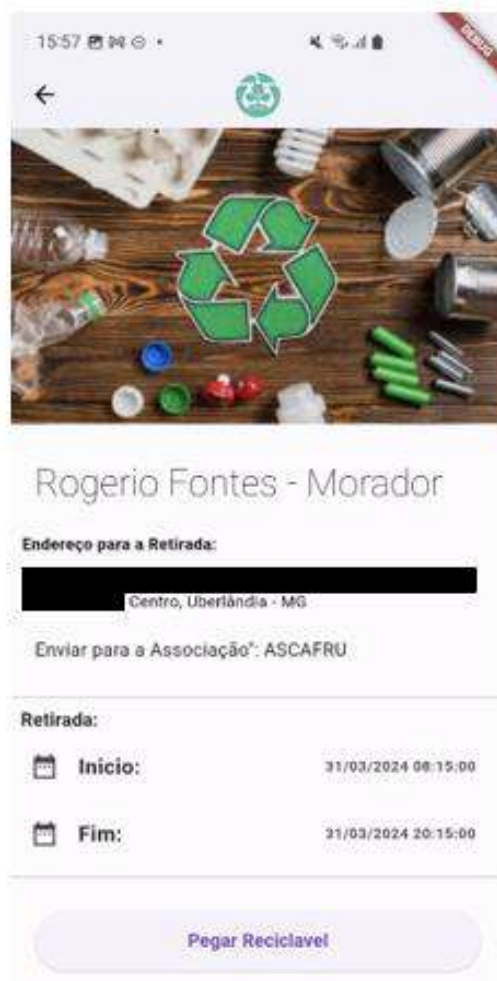 15:57
DEBUG
Rogerio Fontes - Morador
Endereço para a Retirada:
Centro, Uberlândia - MG
Enviar para a Associação": ASCAFRU
Retirada:
Inicio: 31/03/2024 08:15:00
Fim: 31/03/2024 20:15:00
Pegar Reciclavel